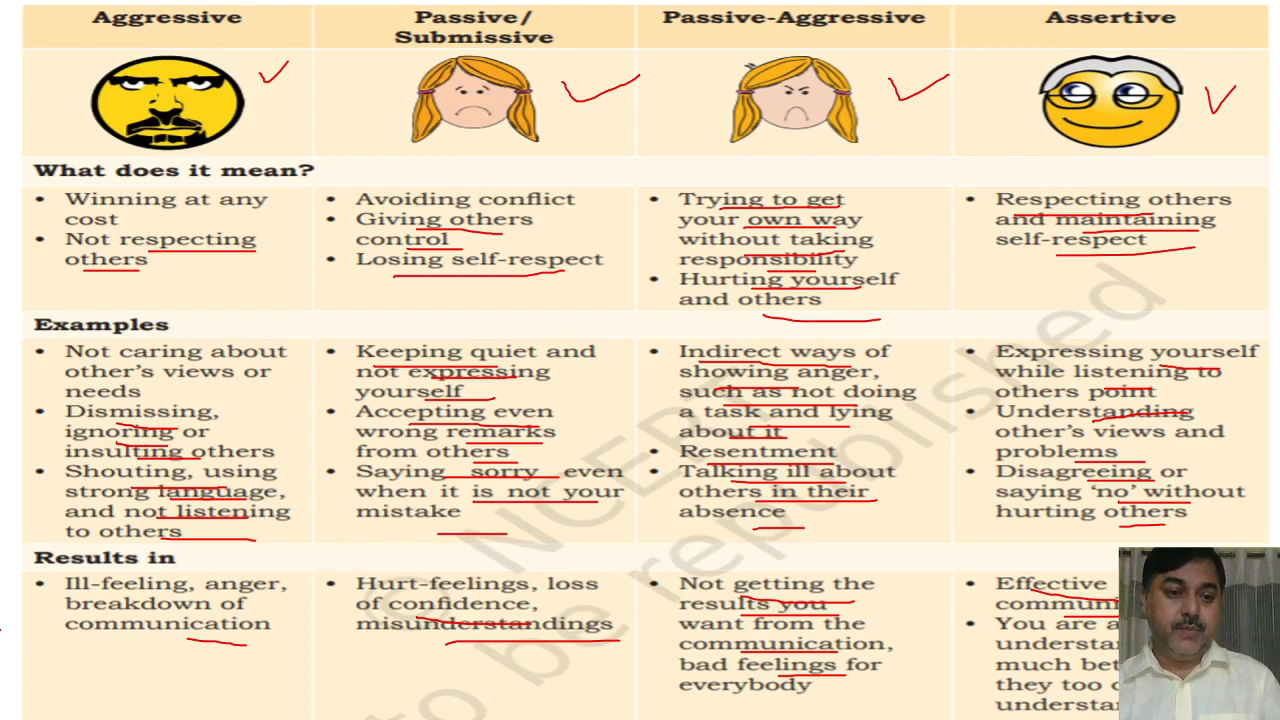 Aggressive
Passive/
Submissive
Passive-Aggressive
Assertive
What does it mean?
• Winning at any
cost
• Not respecting
others
• Avoiding conflict
• Giving others
control
• Losing self-respect
• Trying to get
your own way
without taking
responsibility
• Hurting yourself
and others
• Respecting others
and maintaining
self-respect
Examples
• Not caring about
other's views or
needs
• Dismissing,
ignoring or
insulting others
• Shouting, using
strong language,
and not listening
to others
• Keeping quiet and
not expressing
yourself
• Accepting even
wrong remarks
from others
• Saying sorry even
when it is not your
mistake
• Indirect ways of
showing anger,
such as not doing
a task and lying
about it
• Resentment
• Talking ill about
others in their
absence
• Expressing yourself
while listening to
others point
• Understanding
other's views and
problems
• Disagreeing or
saying 'no' without
hurting others
Results in
• Ill-feeling, anger,
breakdown of
communication
• Hurt-feelings, loss
of confidence,
misunderstandings
• Not getting the
results you
want from the
communication,
bad feelings for
everybody
• Effective
• You are
much
they too
© NCERT
to be republished